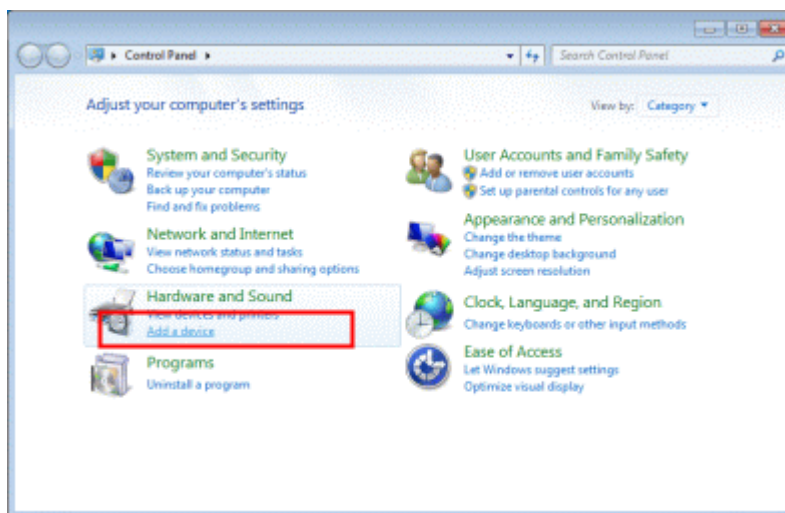 Control Panel
Search Control Panel
Adjust your computer's settings
View by: Category
System and Security
Review your computer's status
Back up your computer
Find and fix problems
Network and Internet
View network status and tasks
Choose homegroup and sharing options
Hardware and Sound
View devices and printers
Add a device
Programs
Uninstall a program
User Accounts and Family Safety
Add or remove user accounts
Set up parental controls for any user
Appearance and Personalization
Change the theme
Change desktop background
Adjust screen resolution
Clock, Language, and Region
Change keyboards or other input methods
Ease of Access
Let Windows suggest settings
Optimize visual display